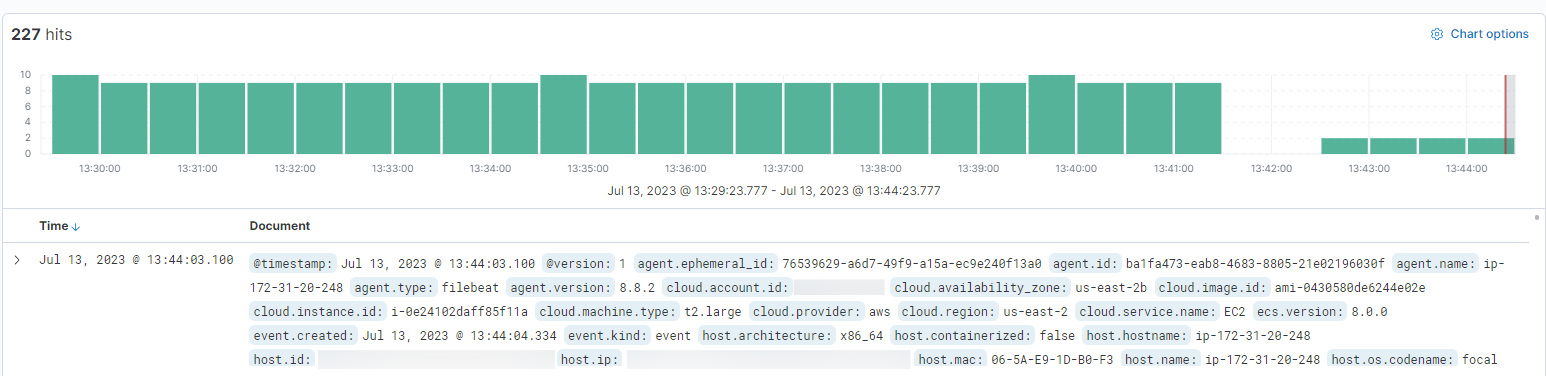 227 hits
Chart options
10
8
6
4
2
0
13:30:00 13:31:00 13:32:00 13:33:00 13:34:00 13:35:00 13:36:00 13:37:00 13:38:00 13:39:00 13:40:00 13:41:00 13:42:00 13:43:00 13:44:00
Jul 13, 2023 @ 13:29:23.777 - Jul 13, 2023 @ 13:44:23.777
Time Document
Jul 13, 2023 @ 13:44:03.100 @timestamp: Jul 13, 2023 @ 13:44:03.100 @version: 1 agent.ephemeral_id: 76539629-a6d7-49f9-a15a-ec9e240f13a0 agent.id: ba1fa473-eab8-4683-8805-21e02196030f agent.name: ip-
172-31-20-248 agent.type: filebeat agent.version: 8.8.2 cloud.account.id: cloud.availability_zone: us-east-2b cloud.image.id: ami-0430580de6244e02e
cloud.instance.id: i-0e24102daff85f11a cloud.machine.type: t2.large cloud.provider: aws cloud.region: us-east-2 cloud.service.name: EC2 ecs.version: 8.0.0
event.created: Jul 13, 2023 @ 13:44:04.334 event.kind: event host.architecture: x86_64 host.containerized: false host.hostname: ip-172-31-20-248
host.id: host.ip: host.mac: 06-5A-E9-1D-B0-F3 host.name: ip-172-31-20-248 host.os.codename: focal